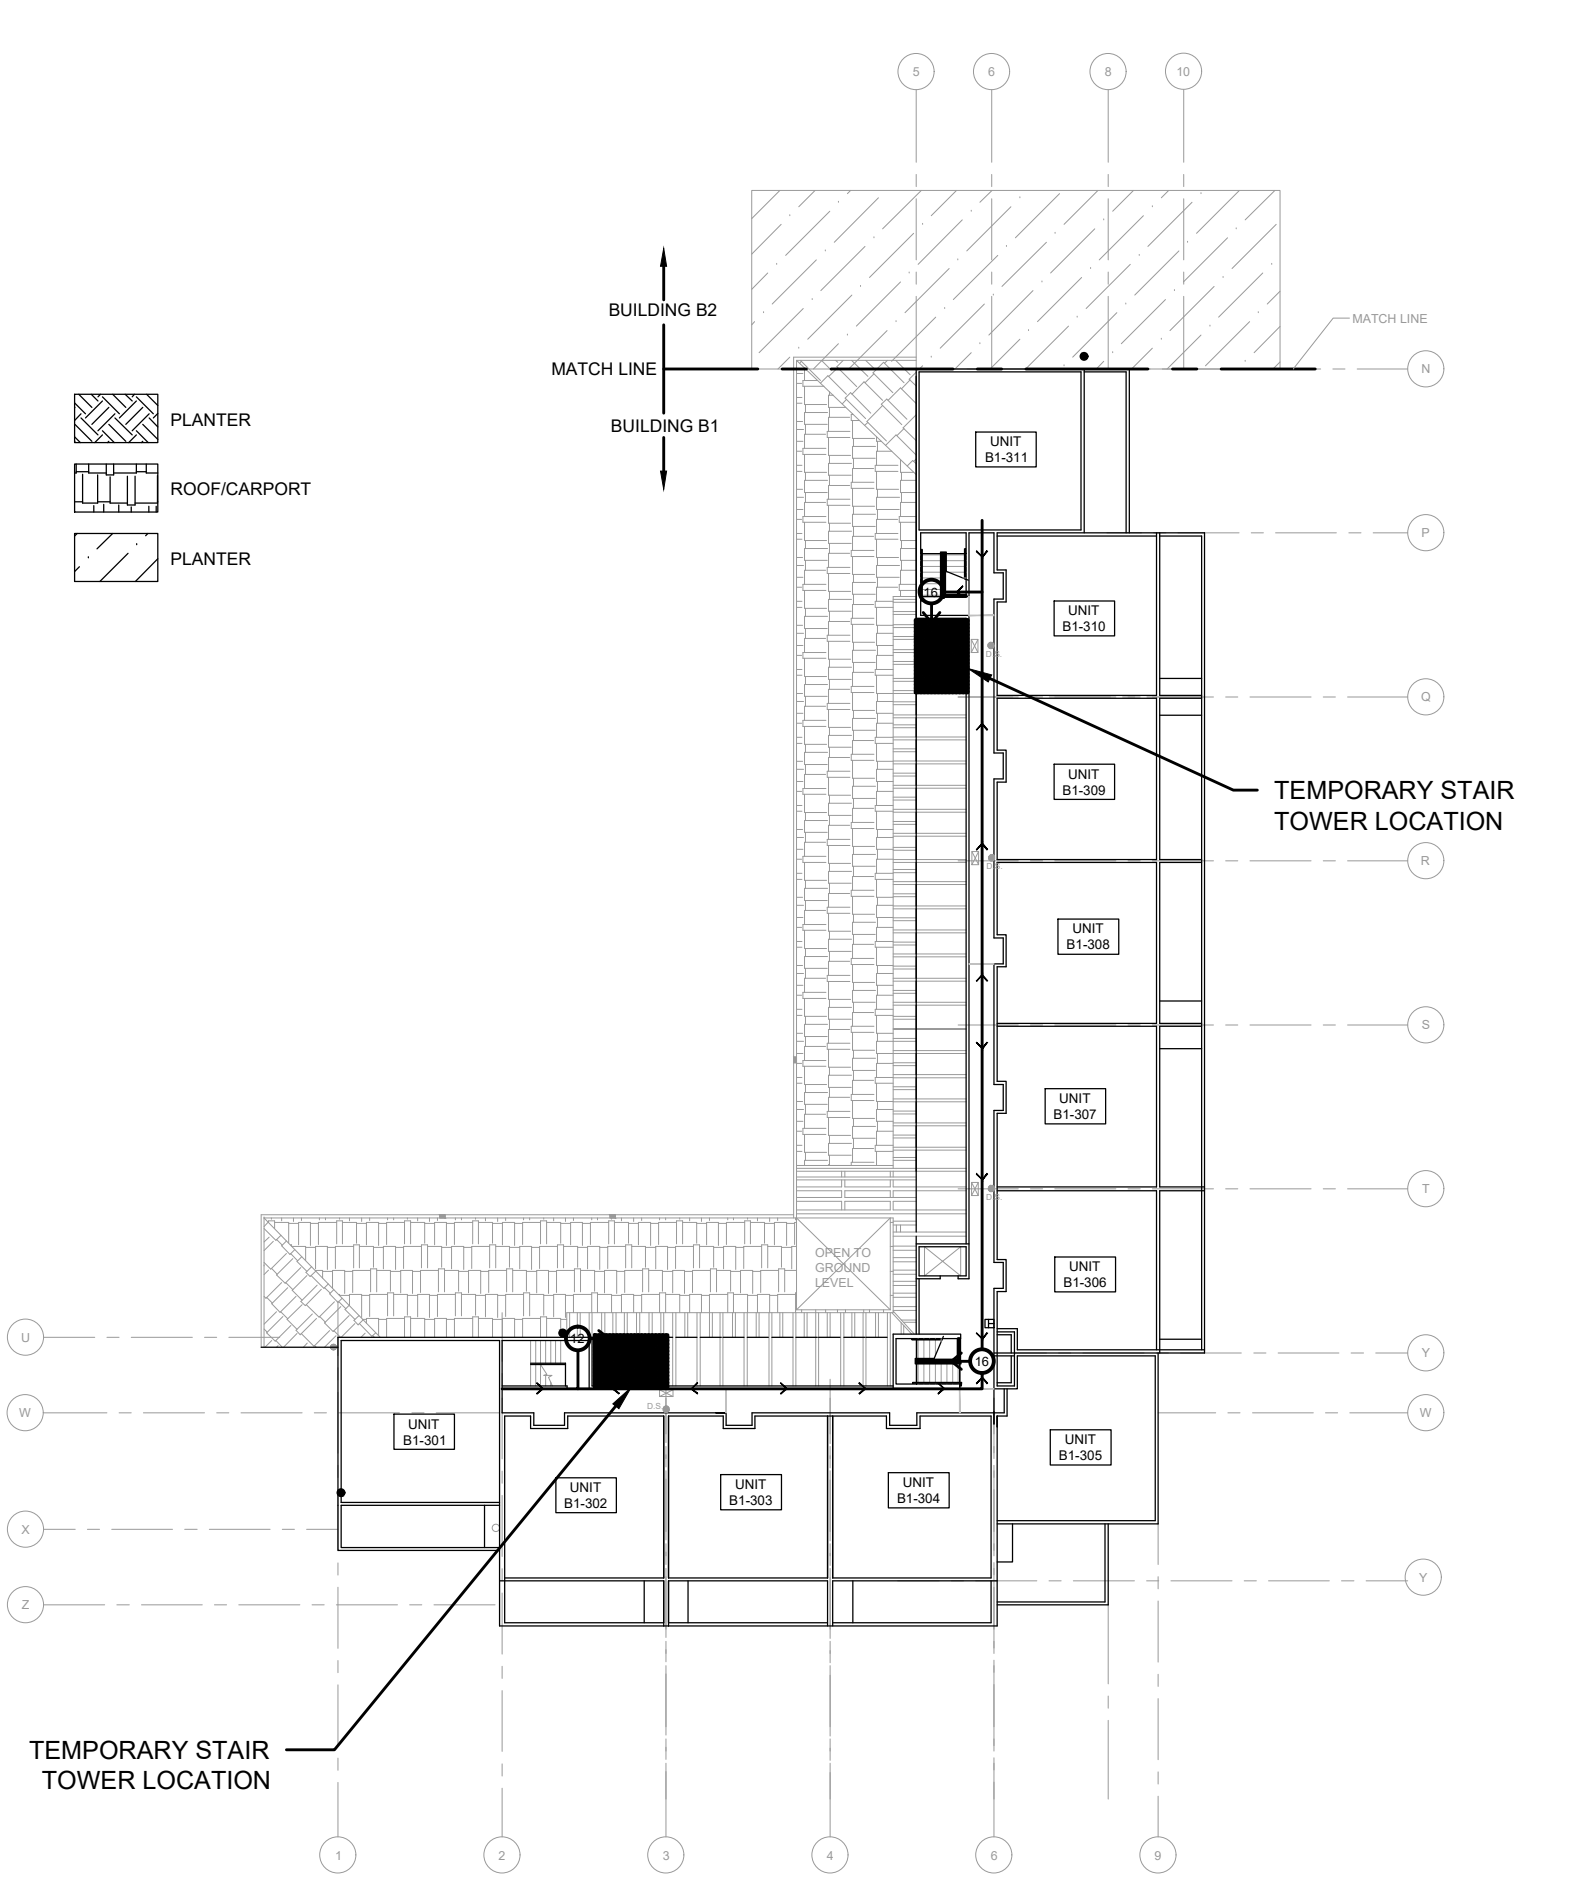 5
6
8
10
BUILDING B2
MATCH LINE
MATCH LINE
N
BUILDING B1
PLANTER
ROOF/CARPORT
PLANTER
UNIT
B1-311
P
16
UNIT
B1-310
D.S.
Q
UNIT
B1-309
TEMPORARY STAIR
TOWER LOCATION
R
D.S.
UNIT
B1-308
S
UNIT
B1-307
T
D.S.
OPEN TO
GROUND
LEVEL
UNIT
B1-306
U
12
16
Y
W
D.S.
W
UNIT
B1-301
UNIT
B1-305
UNIT
B1-302
UNIT
B1-303
UNIT
B1-304
X
Y
Z
TEMPORARY STAIR
TOWER LOCATION
1
2
3
4
6
9